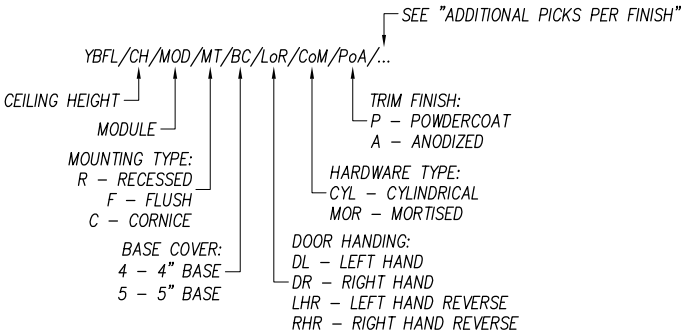 SEE "ADDITIONAL PICKS PER FINISH"
YBFL/CH/MOD/MT/BC/LoR/CoM/PoA/...
CEILING HEIGHT
MODULE
MOUNTING TYPE:
R – RECESSED
F – FLUSH
C – CORNICE
BASE COVER:
4 – 4" BASE
5 – 5" BASE
DOOR HANDING:
DL – LEFT HAND
DR – RIGHT HAND
LHR – LEFT HAND REVERSE
RHR – RIGHT HAND REVERSE
HARDWARE TYPE:
CYL – CYLINDRICAL
MOR – MORTISED
TRIM FINISH:
P – POWDERCOAT
A – ANODIZED